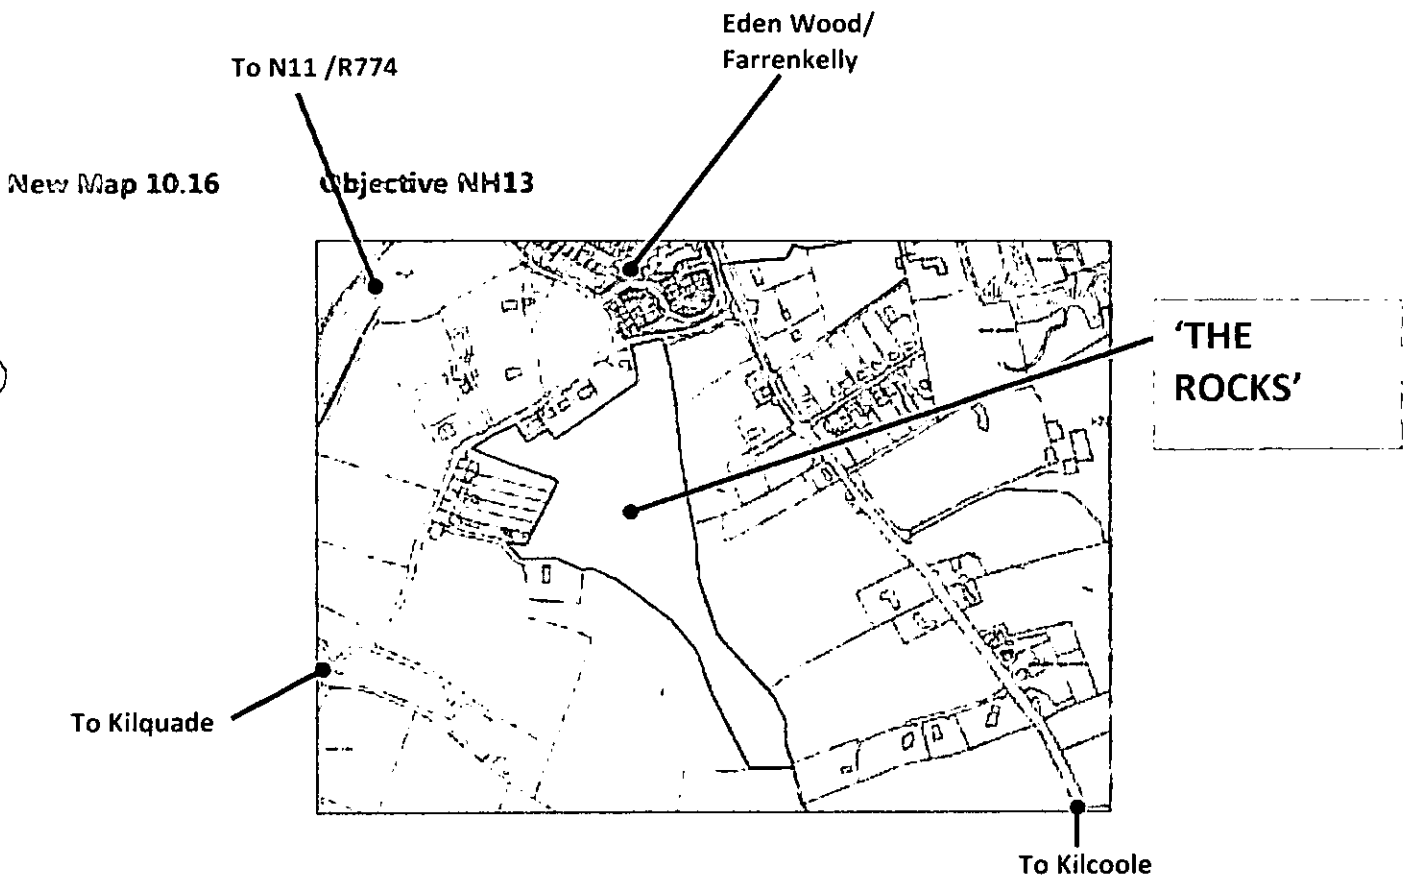 Eden Wood/
Farrenkelly
To N11 /R774
New Map 10.16 Objective NH13
‘THE
ROCKS’
To Kilquade
To Kilcoole